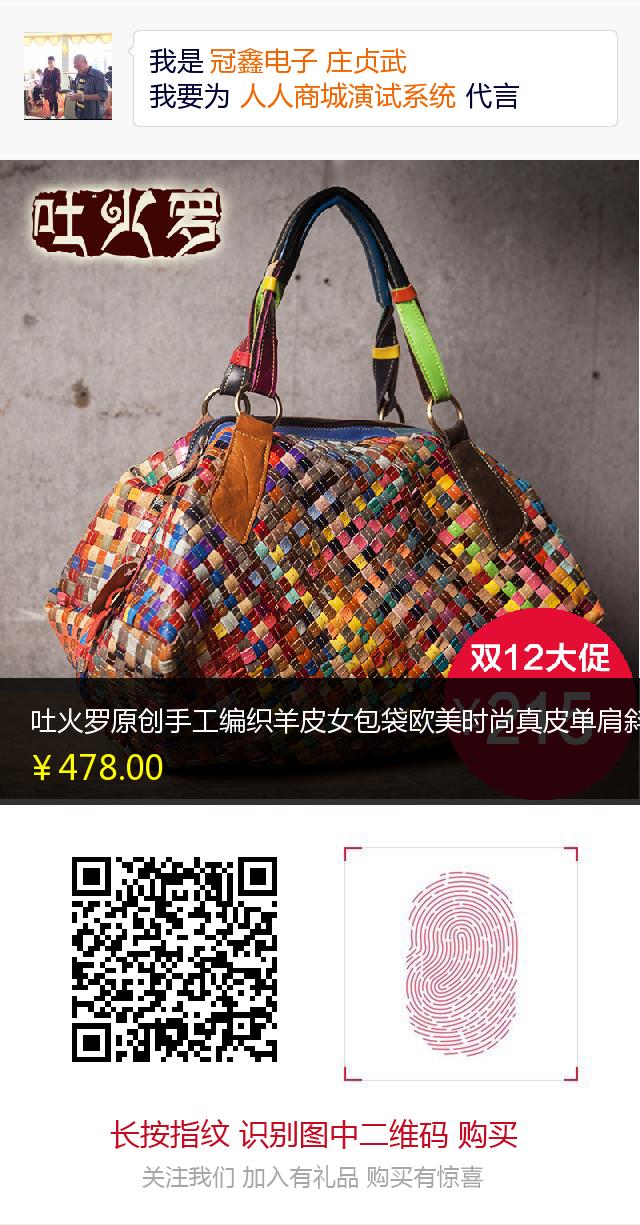 我是 冠鑫电子 庄贞武
我要为 人人商城演试系统 代言
吐火罗
双12大促
¥215
吐火罗原创手工编织羊皮女包袋欧美时尚真皮单肩斜
¥478.00
长按指纹 识别图中二维码 购买
关注我们 加入有礼品 购买有惊喜